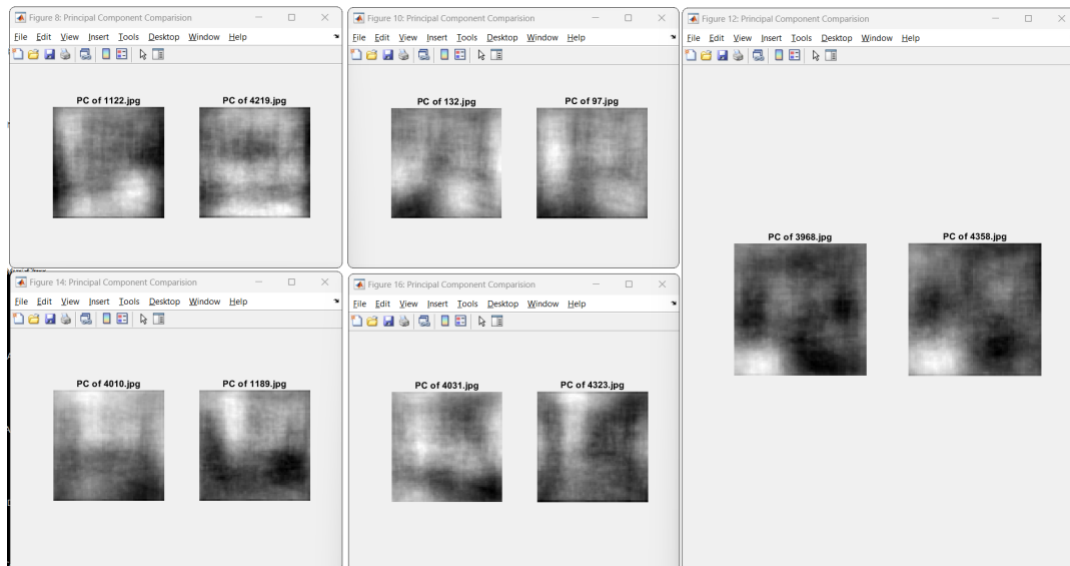 Figure 8: Principal Component Comparision
File Edit View Insert Tools Desktop Window Help
PC of 1122.jpg PC of 4219.jpg
Figure 10: Principal Component Comparision
File Edit View Insert Tools Desktop Window Help
PC of 132.jpg PC of 97.jpg
Figure 12: Principal Component Comparision
File Edit View Insert Tools Desktop Window Help
PC of 3968.jpg PC of 4358.jpg
Figure 14: Principal Component Comparision
File Edit View Insert Tools Desktop Window Help
PC of 4010.jpg PC of 1189.jpg
Figure 16: Principal Component Comparision
File Edit View Insert Tools Desktop Window Help
PC of 4031.jpg PC of 4323.jpg